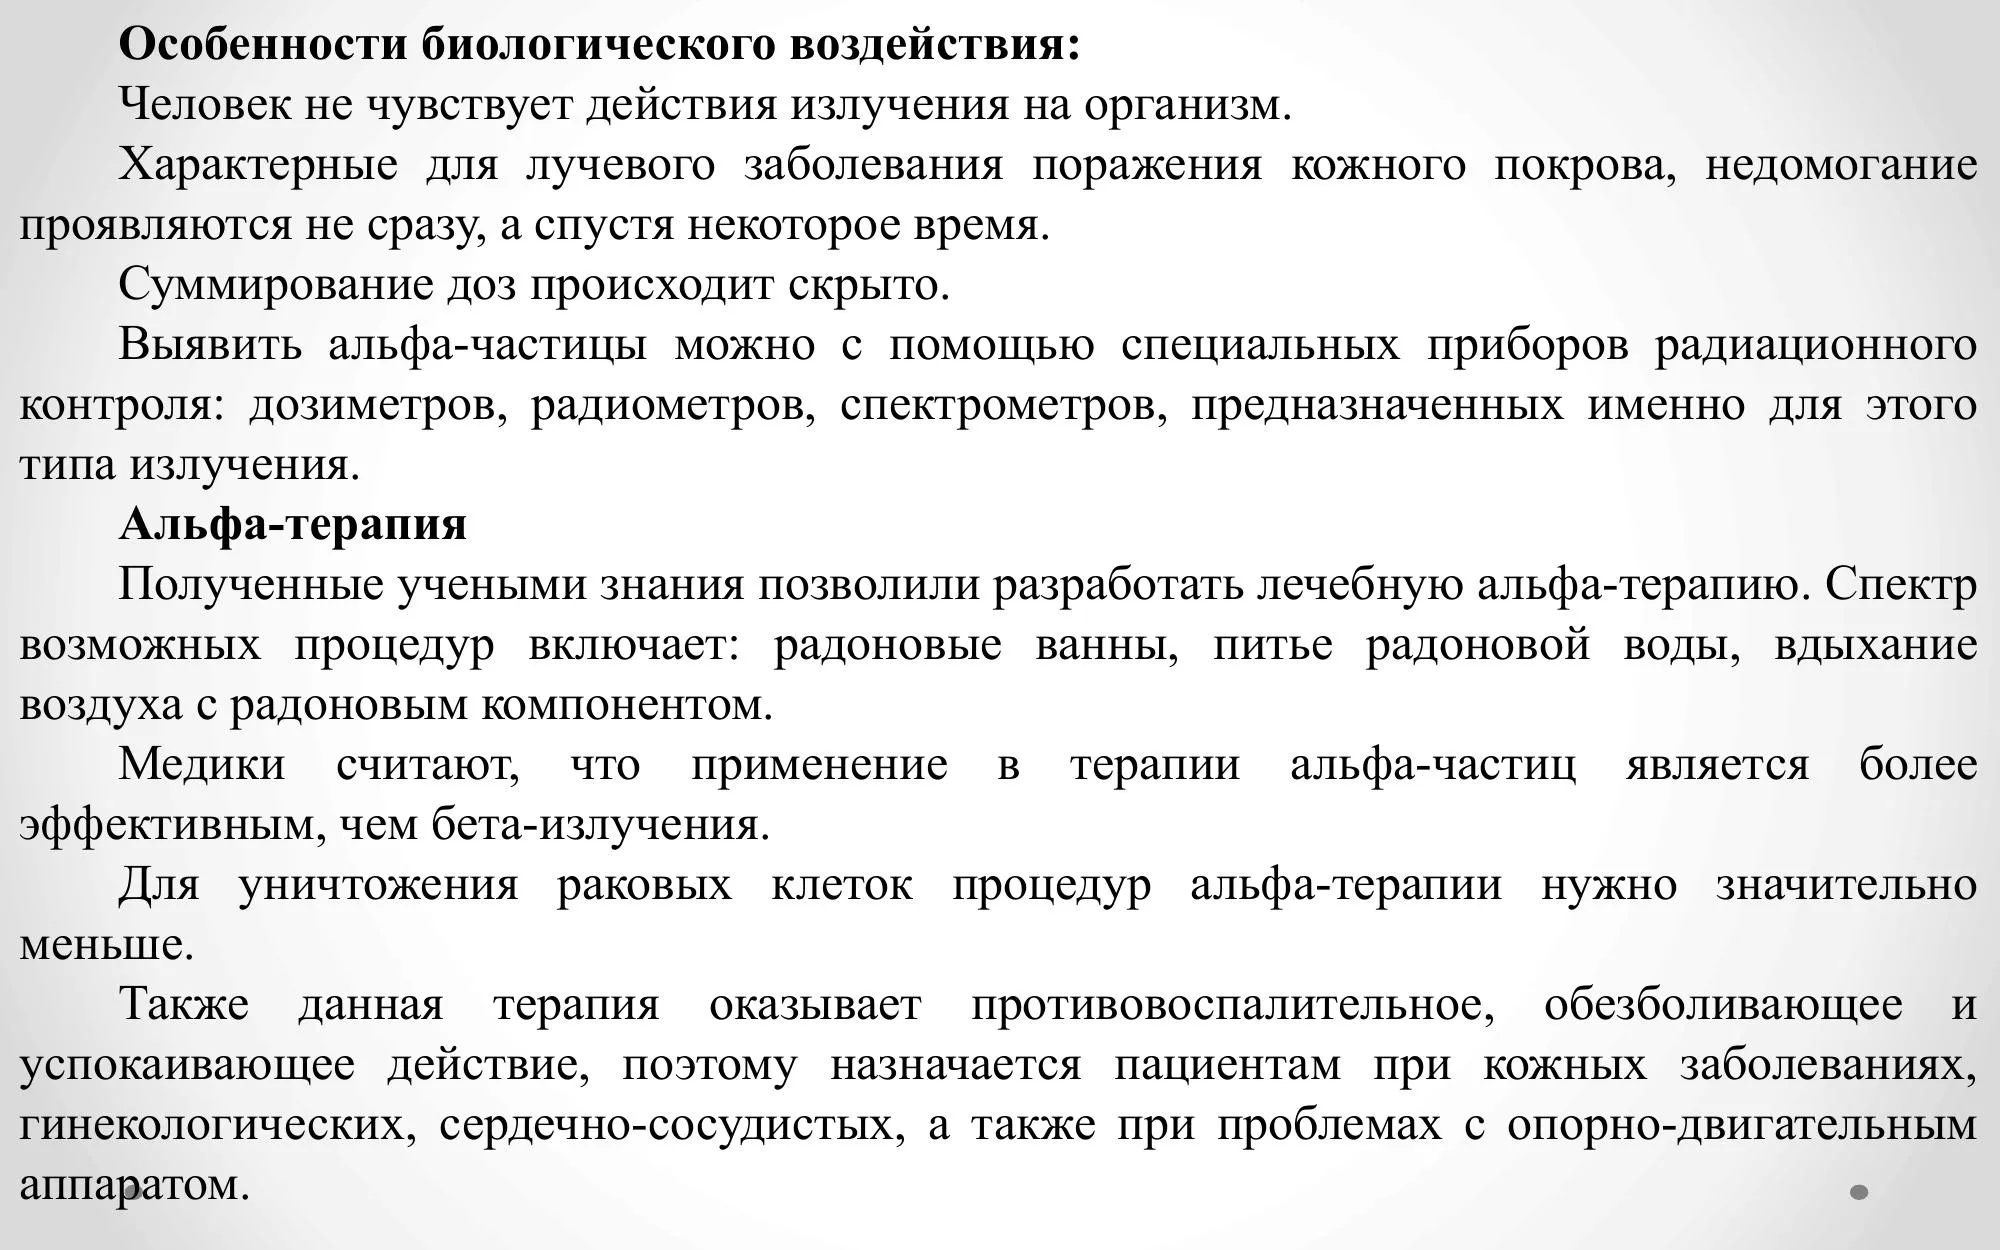 Особенности биологического воздействия:
Человек не чувствует действия излучения на организм.
Характерные для лучевого заболевания поражения кожного покрова, недомогание
проявляются не сразу, а спустя некоторое время.
Суммирование доз происходит скрыто.
Выявить альфа-частицы можно с помощью специальных приборов радиационного
контроля: дозиметров, радиометров, спектрометров, предназначенных именно для этого
типа излучения.
Альфа-терапия
Полученные учеными знания позволили разработать лечебную альфа-терапию. Спектр
возможных процедур включает: радоновые ванны, питье радоновой воды, вдыхание
воздуха с радоновым компонентом.
Медики считают, что применение в терапии альфа-частиц является более
эффективным, чем бета-излучения.
Для уничтожения раковых клеток процедур альфа-терапии нужно значительно
меньше.
Также данная терапия оказывает противовоспалительное, обезболивающее и
успокаивающее действие, поэтому назначается пациентам при кожных заболеваниях,
гинекологических, сердечно-сосудистых, а также при проблемах с опорно-двигательным
аппаратом.